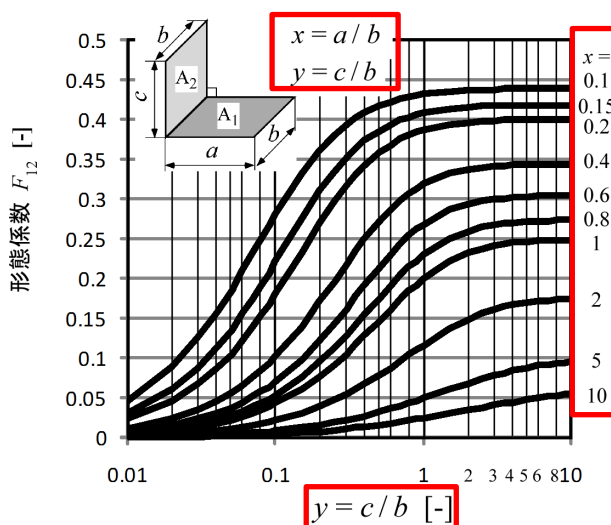 x = a / b
y = c / b
b
c
A2
A1
a
b
形態係数 F12 [-]
0.5
0.45
0.4
0.35
0.3
0.25
0.2
0.15
0.1
0.05
0
0.01
0.1
1
2
3
4
5
6
8
10
y = c / b [-]
x =
0.1
0.15
0.2
0.4
0.6
0.8
1
2
5
10